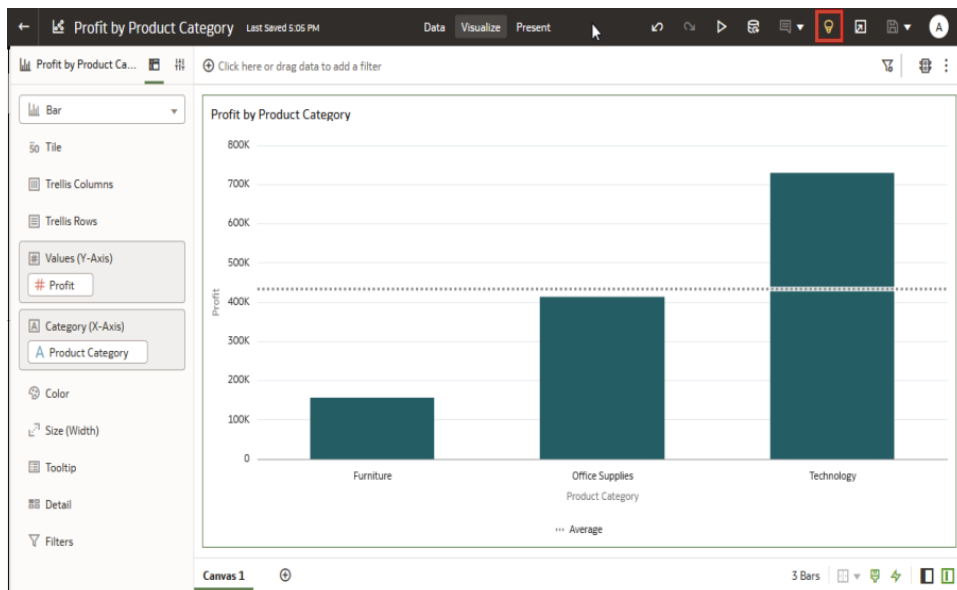 Profit by Product Category Last Saved 5:05 PM Data Visualize Present A
Profit by Product Ca... Click here or drag data to add a filter
Bar
Tile
Trellis Columns
Trellis Rows
Values (Y-Axis)
# Profit
Category (X-Axis)
A Product Category
Color
Size (Width)
Tooltip
Detail
Filters
Profit by Product Category
800K
700K
600K
500K
400K
300K
200K
100K
0
Profit
Furniture Office Supplies Technology
Product Category
Average
Canvas 1 3 Bars